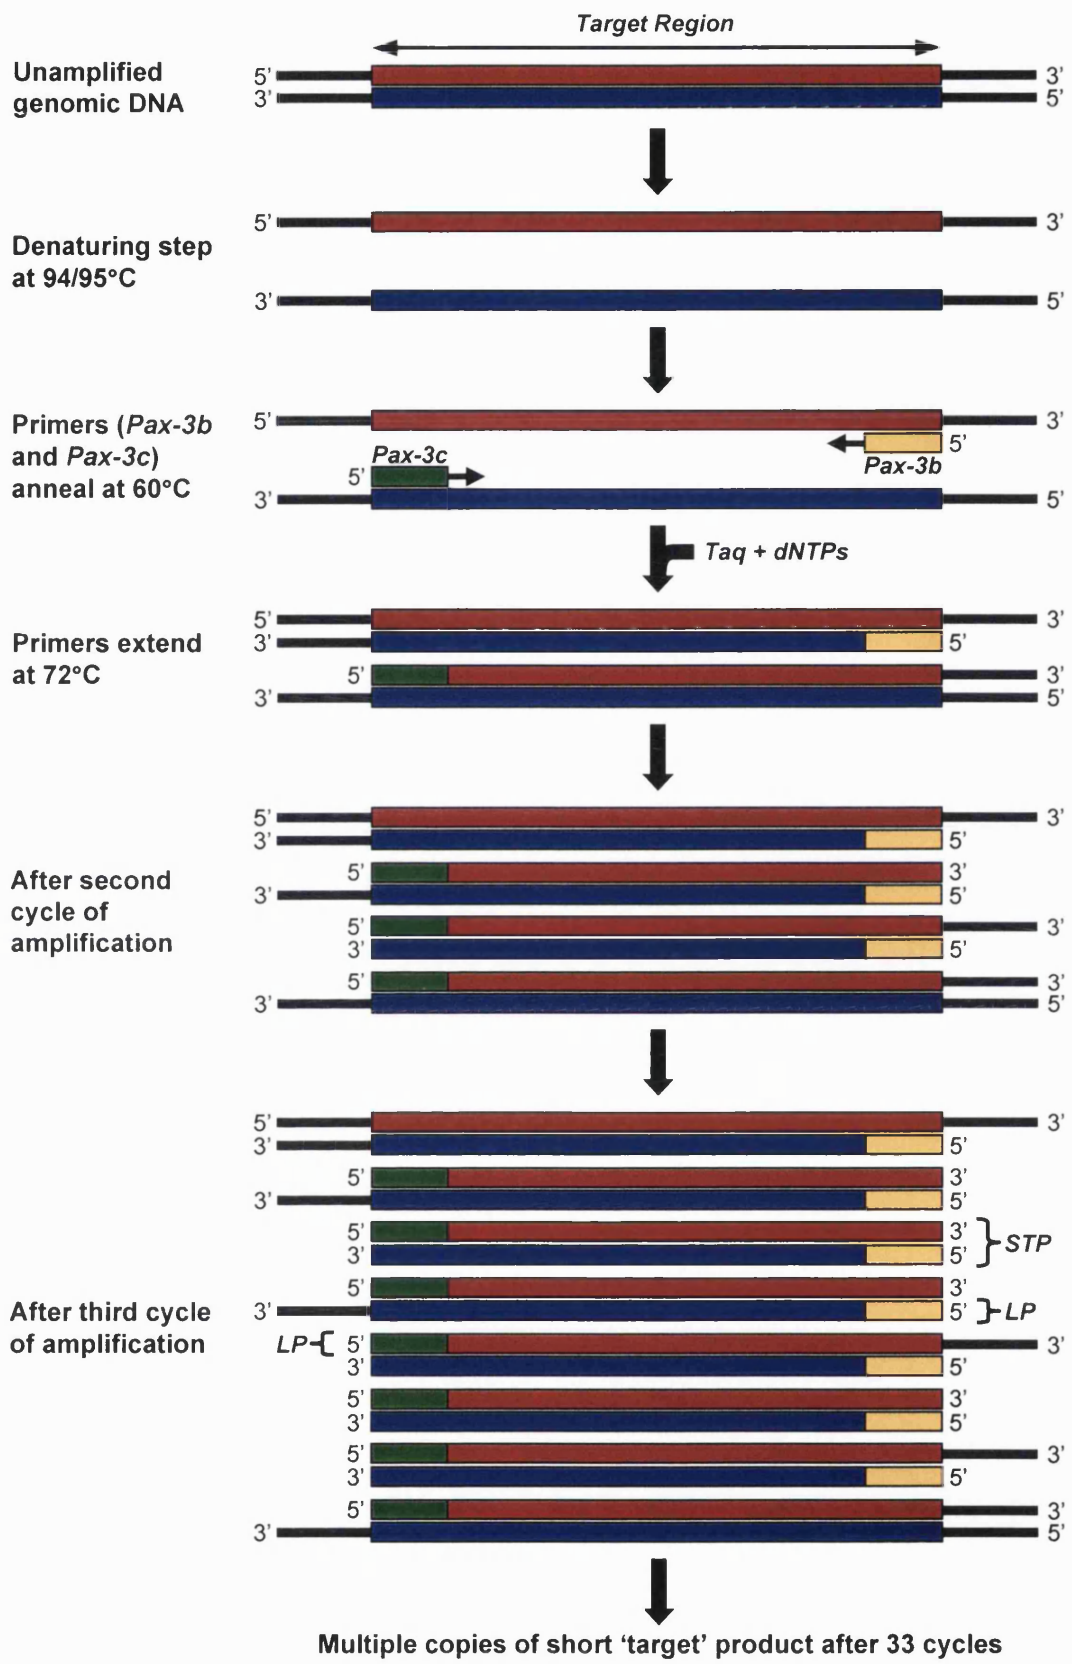 Target Region
Unamplified
genomic DNA
5’ 3’
3’ 5’
Denaturing step
at 94/95°C
5’ 3’
3’ 5’
Primers (Pax-3b
and Pax-3c)
anneal at 60°C
5’ 3’
5’
Pax-3c
Pax-3b
5’
3’ 5’
Taq + dNTPs
Primers extend
at 72°C
5’ 3’
3’ 5’
5’ 3’
3’ 5’
After second
cycle of
amplification
5’ 3’
3’ 5’
5’ 3’
3’ 5’
5’ 3’
3’ 5’
5’ 3’
3’ 5’
After third cycle
of amplification
5’ 3’
3’ 5’
5’ 3’
3’ 5’
5’ 3’
3’ 5’
STP
5’ 3’
3’ 5’
LP
LP
5’ 3’
3’ 5’
5’ 3’
3’ 5’
5’ 3’
3’ 5’
5’ 3’
3’ 5’
Multiple copies of short ‘target’ product after 33 cycles